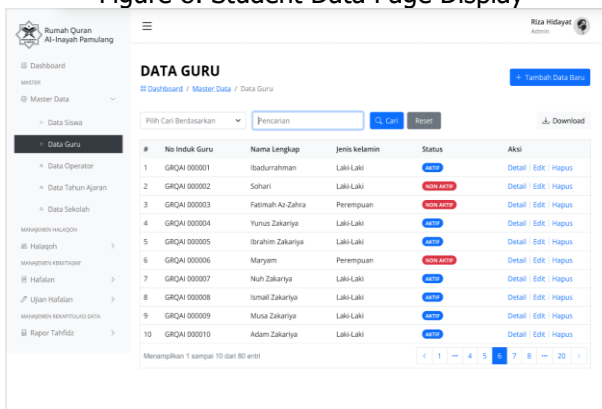 Figure 6. Student Data Page Display
Rumah Quran
Al-Inayah Pamulang
Riza Hidayat
Admin
Dashboard
MASTER
Master Data
Data Siswa
Data Guru
Data Operator
Data Tahun Ajaran
Data Sekolah
MANAJEMEN HALAQOH
Halaqoh
MANAJEMEN KEMITRAAN
Hafalan
Ujian Hafalan
MANAJEMEN REKAPITULASI DATA
Rapor Tahfidz
DATA GURU
Dashboard / Master Data / Data Guru
+ Tambah Data Baru
Pilih Cari Berdasarkan Pencarian Cari Reset Download
# No Induk Guru Nama Lengkap Jenis kelamin Status Aksi
1 GRQAI 000001 Ibadurrahman Laki-Laki AKTIF Detail | Edit | Hapus
2 GRQAI 000002 Sohari Laki-Laki NON AKTIF Detail | Edit | Hapus
3 GRQAI 000003 Fatimah Az-Zahra Perempuan NON AKTIF Detail | Edit | Hapus
4 GRQAI 000004 Yunus Zakariya Laki-Laki AKTIF Detail | Edit | Hapus
5 GRQAI 000005 Ibrahim Zakariya Laki-Laki AKTIF Detail | Edit | Hapus
6 GRQAI 000006 Maryam Perempuan NON AKTIF Detail | Edit | Hapus
7 GRQAI 000007 Nuh Zakariya Laki-Laki AKTIF Detail | Edit | Hapus
8 GRQAI 000008 Ismail Zakariya Laki-Laki AKTIF Detail | Edit | Hapus
9 GRQAI 000009 Musa Zakariya Laki-Laki AKTIF Detail | Edit | Hapus
10 GRQAI 000010 Adam Zakariya Laki-Laki AKTIF Detail | Edit | Hapus
Menampilkan 1 sampai 10 dari 80 entri
< 1 ... 4 5 6 7 8 ... 20 >